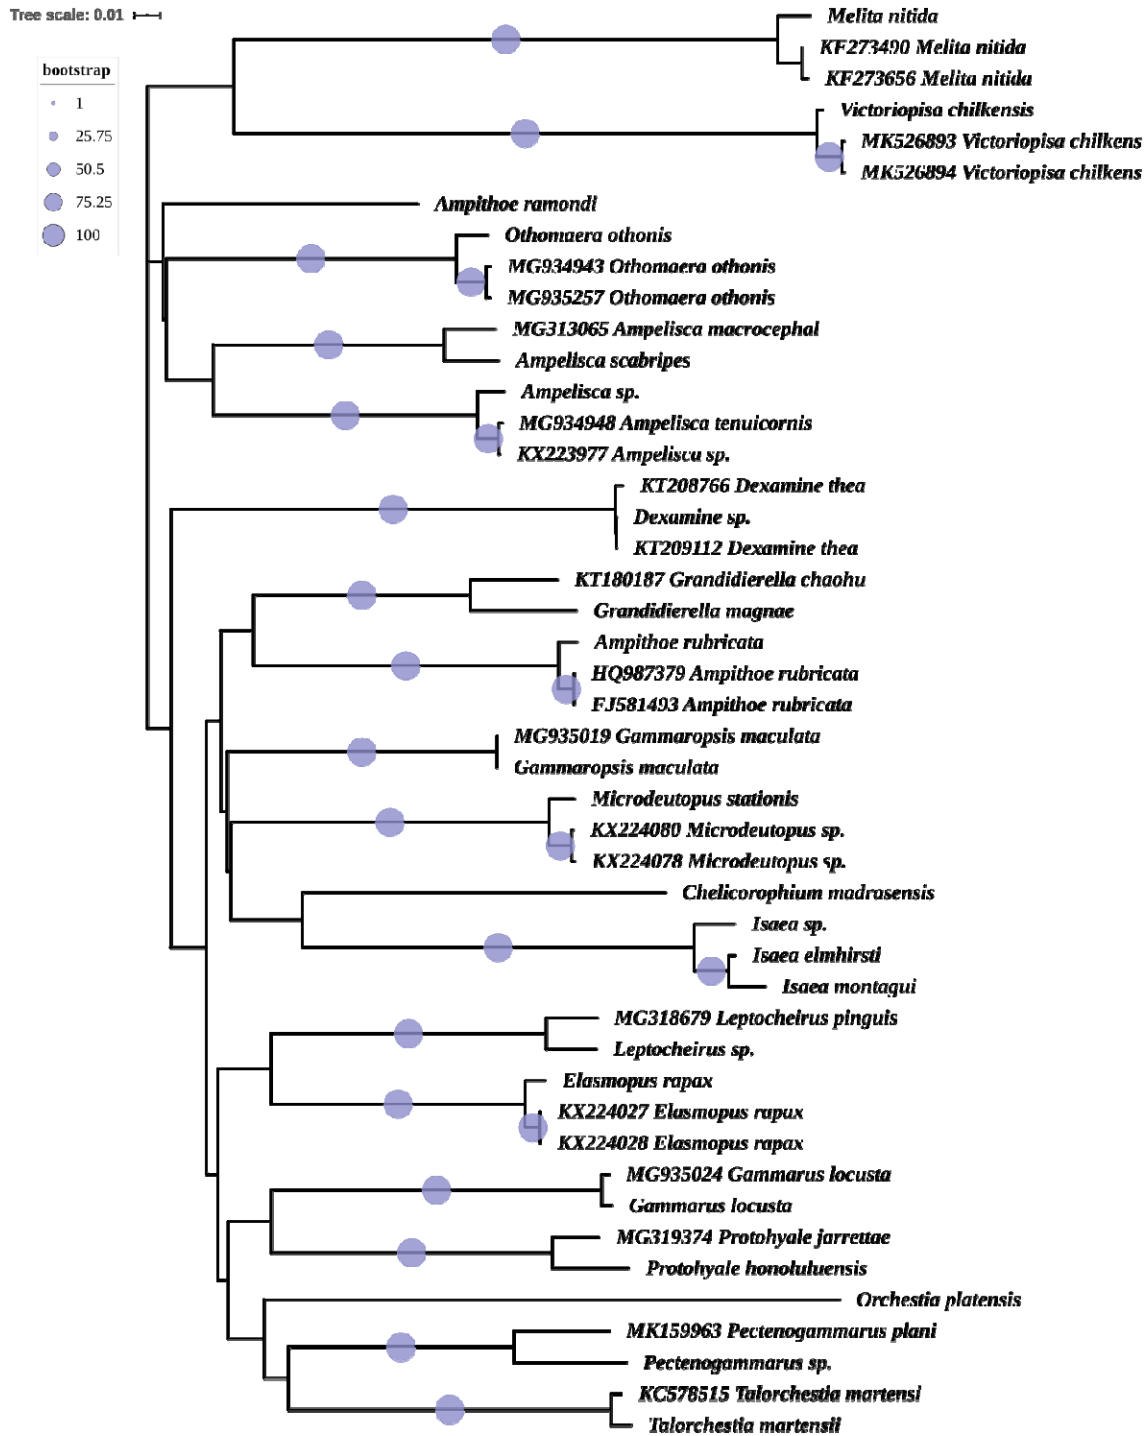 Tree scale: 0.01
bootstrap
1
25.75
50.5
75.25
100
Melita nitida
KF273490 Melita nitida
KF273656 Melita nitida
Victoriopisa chilkensis
MK526893 Victoriopisa chilkens
MK526894 Victoriopisa chilkens
Ampithoe ramondi
Othomaera othonis
MG934943 Othomaera othonis
MG935257 Othomaera othonis
MG313065 Ampelisca macrocephal
Ampelisca scabripes
Ampelisca sp.
MG934948 Ampelisca tenuicornis
KX223977 Ampelisca sp.
KT208766 Dexamine thea
Dexamine sp.
KT209112 Dexamine thea
KT180187 Grandidierella chaohu
Grandidierella magnae
Ampithoe rubricata
HQ987379 Ampithoe rubricata
FJ581493 Ampithoe rubricata
MG935019 Gammaropsis maculata
Gammaropsis maculata
Microdeutopus stationis
KX224080 Microdeutopus sp.
KX224078 Microdeutopus sp.
Chelicorophium madrasensis
Isaea sp.
Isaea elmhirsti
Isaea montagui
MG318679 Leptocheirus pinguis
Leptocheirus sp.
Elasmopus rapax
KX224027 Elasmopus rapax
KX224028 Elasmopus rapax
MG935024 Gammarus locusta
Gammarus locusta
MG319374 Protohyale jarrettae
Protohyale honoluluensis
Orchestia platensis
MK159963 Pectenogammarus plani
Pectenogammarus sp.
KC578515 Talorchestia martensi
Talorchestia martensii